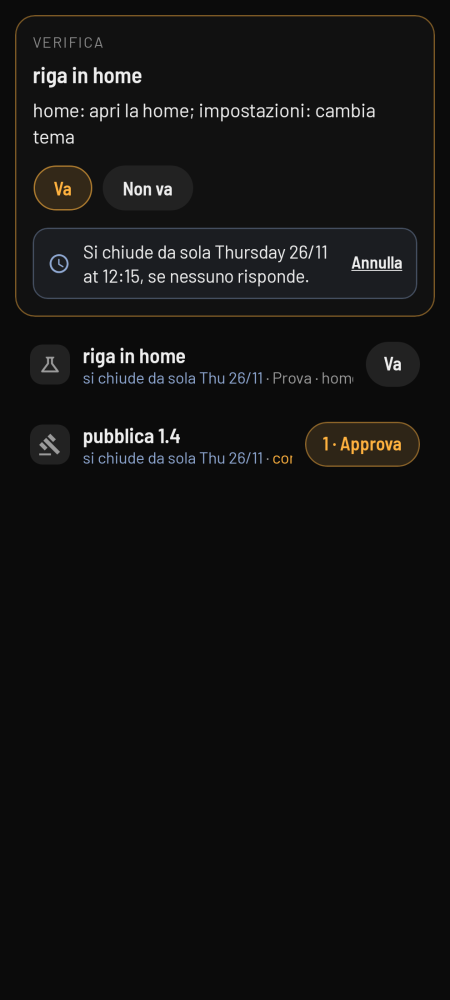 VERIFICA
riga in home
home: apri la home; impostazioni: cambia
tema
Va
Non va
Si chiude da sola Thursday 26/11
at 12:15, se nessuno risponde.
Annulla
riga in home
si chiude da sola Thu 26/11 · Prova · hom
Va
pubblica 1.4
si chiude da sola Thu 26/11 ·
1 · Approva